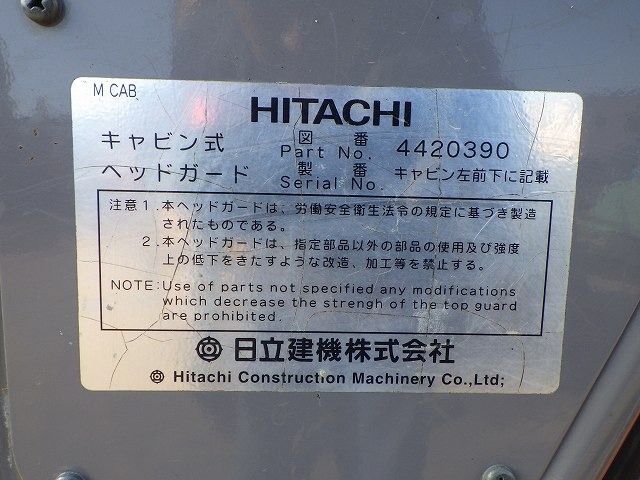 M CAB
HITACHI
キャビン式 図番 Part No. 4420390
ヘッドガード 製番 Serial No. キャビン左前下に記載
注意 1. 本ヘッドガードは、労働安全衛生法令の規定に基づき製造
されたものである。
2. 本ヘッドガードは、指定部品以外の部品の使用及び強度
上の低下をきたすような改造、加工等を禁止する。
NOTE: Use of parts not specified any modifications
which decrease the strengh of the top guard
are prohibited.
日立建機株式会社
Hitachi Construction Machinery Co.,Ltd;